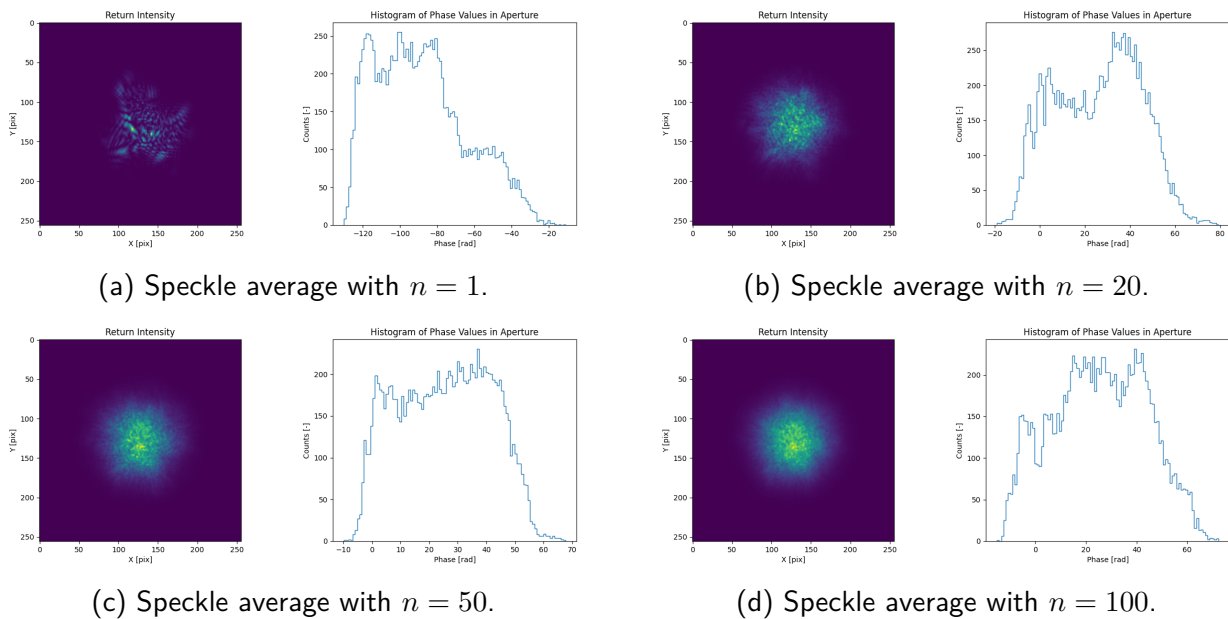 Return Intensity
0
50
100
150
200
250
Y [pix]
0 50 100 150 200 250
X [pix]
Histogram of Phase Values in Aperture
250
200
150
100
50
0
Counts [-]
−120 −100 −80 −60 −40 −20
Phase [rad]
(a) Speckle average with n = 1.
Return Intensity
0
50
100
150
200
250
Y [pix]
0 50 100 150 200 250
X [pix]
Histogram of Phase Values in Aperture
250
200
150
100
50
0
Counts [-]
−20 0 20 40 60 80
Phase [rad]
(b) Speckle average with n = 20.
Return Intensity
0
50
100
150
200
250
Y [pix]
0 50 100 150 200 250
X [pix]
Histogram of Phase Values in Aperture
200
150
100
50
0
Counts [-]
−10 0 10 20 30 40 50 60 70
Phase [rad]
(c) Speckle average with n = 50.
Return Intensity
0
50
100
150
200
250
Y [pix]
0 50 100 150 200 250
X [pix]
Histogram of Phase Values in Aperture
200
150
100
50
0
Counts [-]
0 20 40 60
Phase [rad]
(d) Speckle average with n = 100.